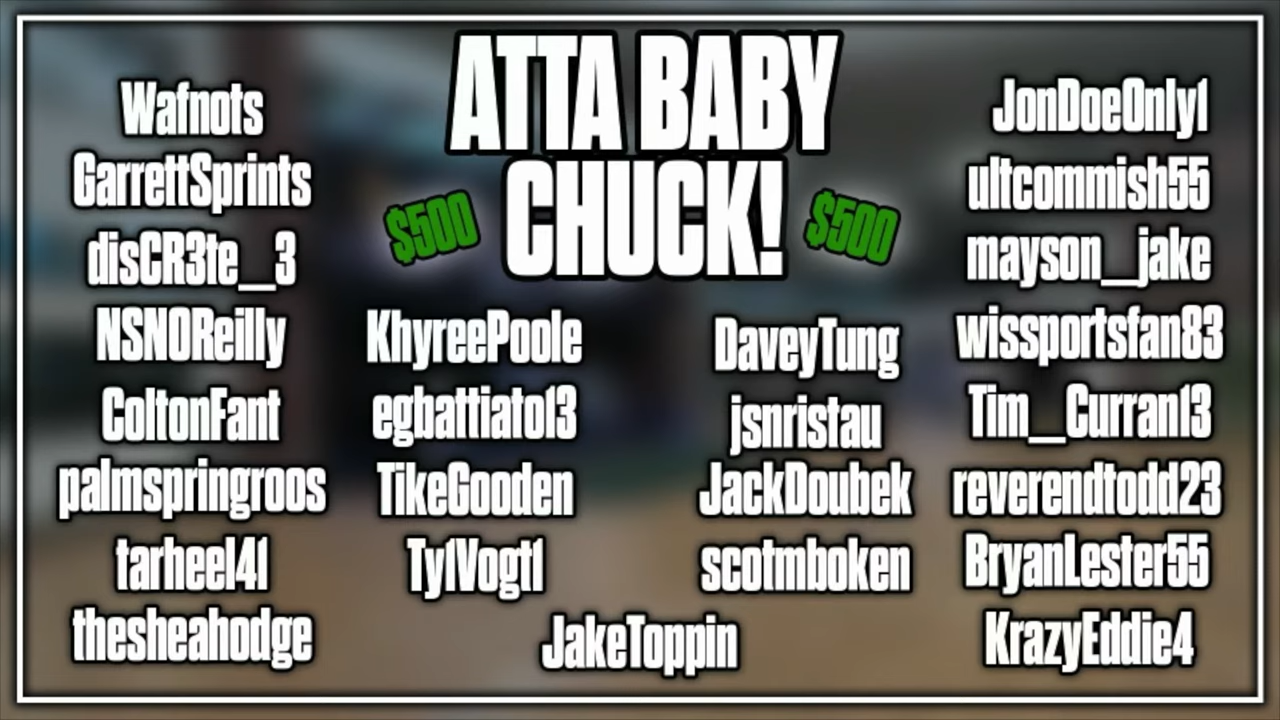 ATTA BABY
CHUCK!
$500
$500
Wafnots
GarrettSprints
disCR3te__3
NSNOReilly
ColtonFant
palmspringroos
tarheel41
thesheahodge
KhyreePoole
egbattiato13
TikeGooden
Ty1Vogt1
JakeToppin
DaveyTung
jsnristau
JackDoubek
scotmboken
JonDoeOnly1
ultcommish55
mayson__jake
wissportsfan83
Tim__Curran13
reverendtodd23
BryanLester55
KrazyEddie4